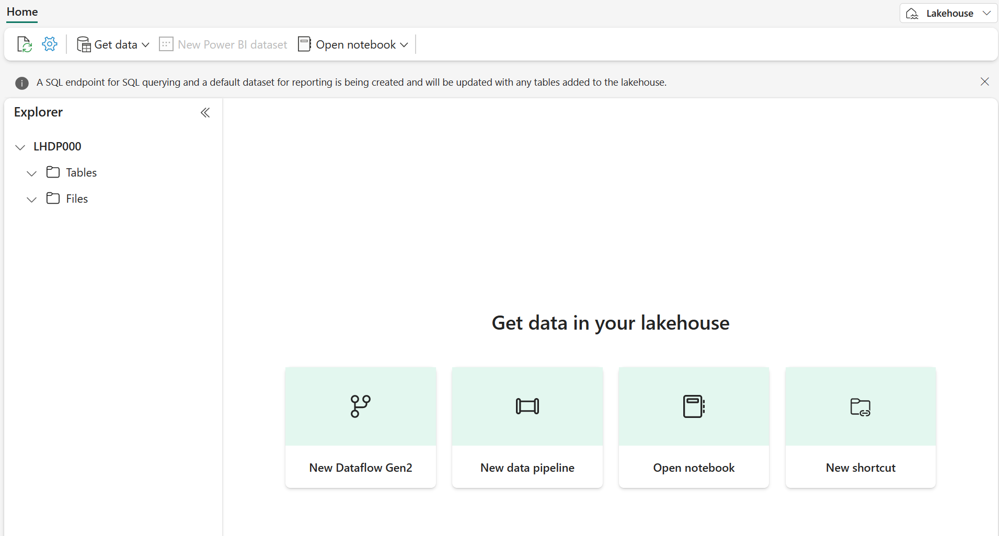 Home
Lakehouse
Get data
New Power BI dataset
Open notebook
A SQL endpoint for SQL querying and a default dataset for reporting is being created and will be updated with any tables added to the lakehouse.
Explorer
LHDP000
Tables
Files
Get data in your lakehouse
New Dataflow Gen2
New data pipeline
Open notebook
New shortcut